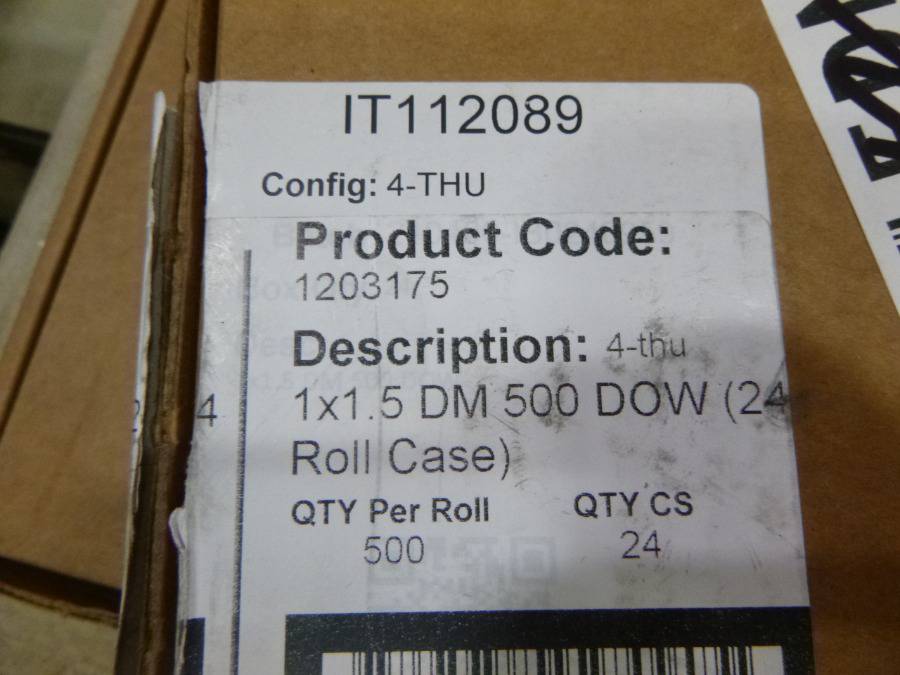 IT112089
Config: 4-THU
Product Code:
1203175
Description: 4-thu
1x1.5 DM 500 DOW (24
Roll Case)
QTY Per Roll QTY CS
500 24
4